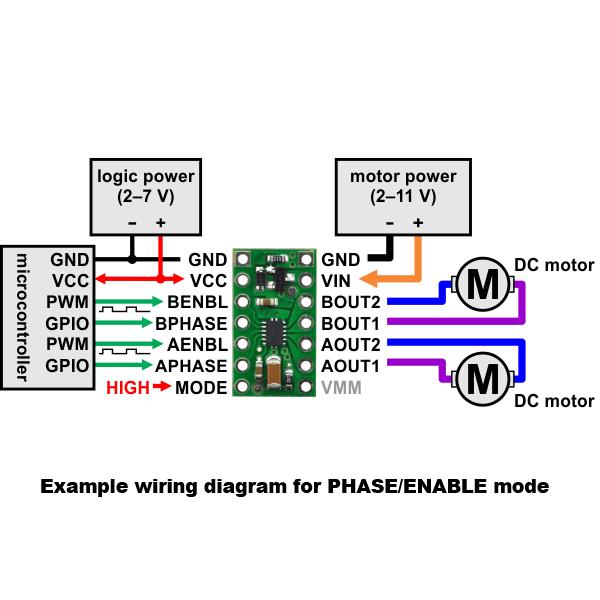 logic power
(2–7 V)
– +
motor power
(2–11 V)
– +
microcontroller
GND
VCC
PWM
GPIO
PWM
GPIO
HIGH
GND
VCC
BENBL
BPHASE
AENBL
APHASE
MODE
GND
VIN
BOUT2
BOUT1
AOUT2
AOUT1
VMM
DC motor
M
M
DC motor
Example wiring diagram for PHASE/ENABLE mode